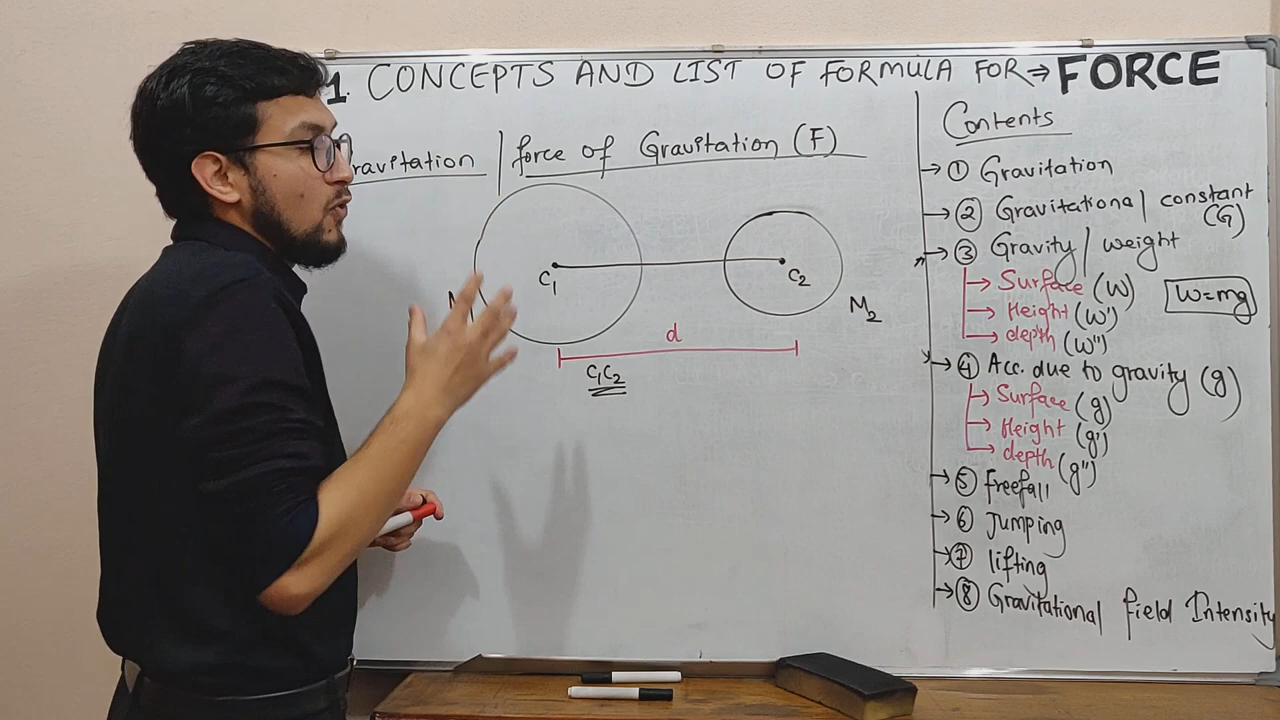 1. CONCEPTS AND LIST OF FORMULA FOR → FORCE
ravitation | force of Gravitation (F)
C₁
C₂
M₂
d
C₁C₂
Contents
→ ① Gravitation
→ ② Gravitational constant (G)
→ ③ Gravity / weight
→ Surface (W)
→ Height (W')
→ depth (W")
W=mg
→ ④ Acc. due to gravity (g)
→ Surface (g)
→ Height (g')
→ depth (g")
→ ⑤ freefall
→ ⑥ Jumping
→ ⑦ lifting
→ ⑧ Gravitational field Intensity